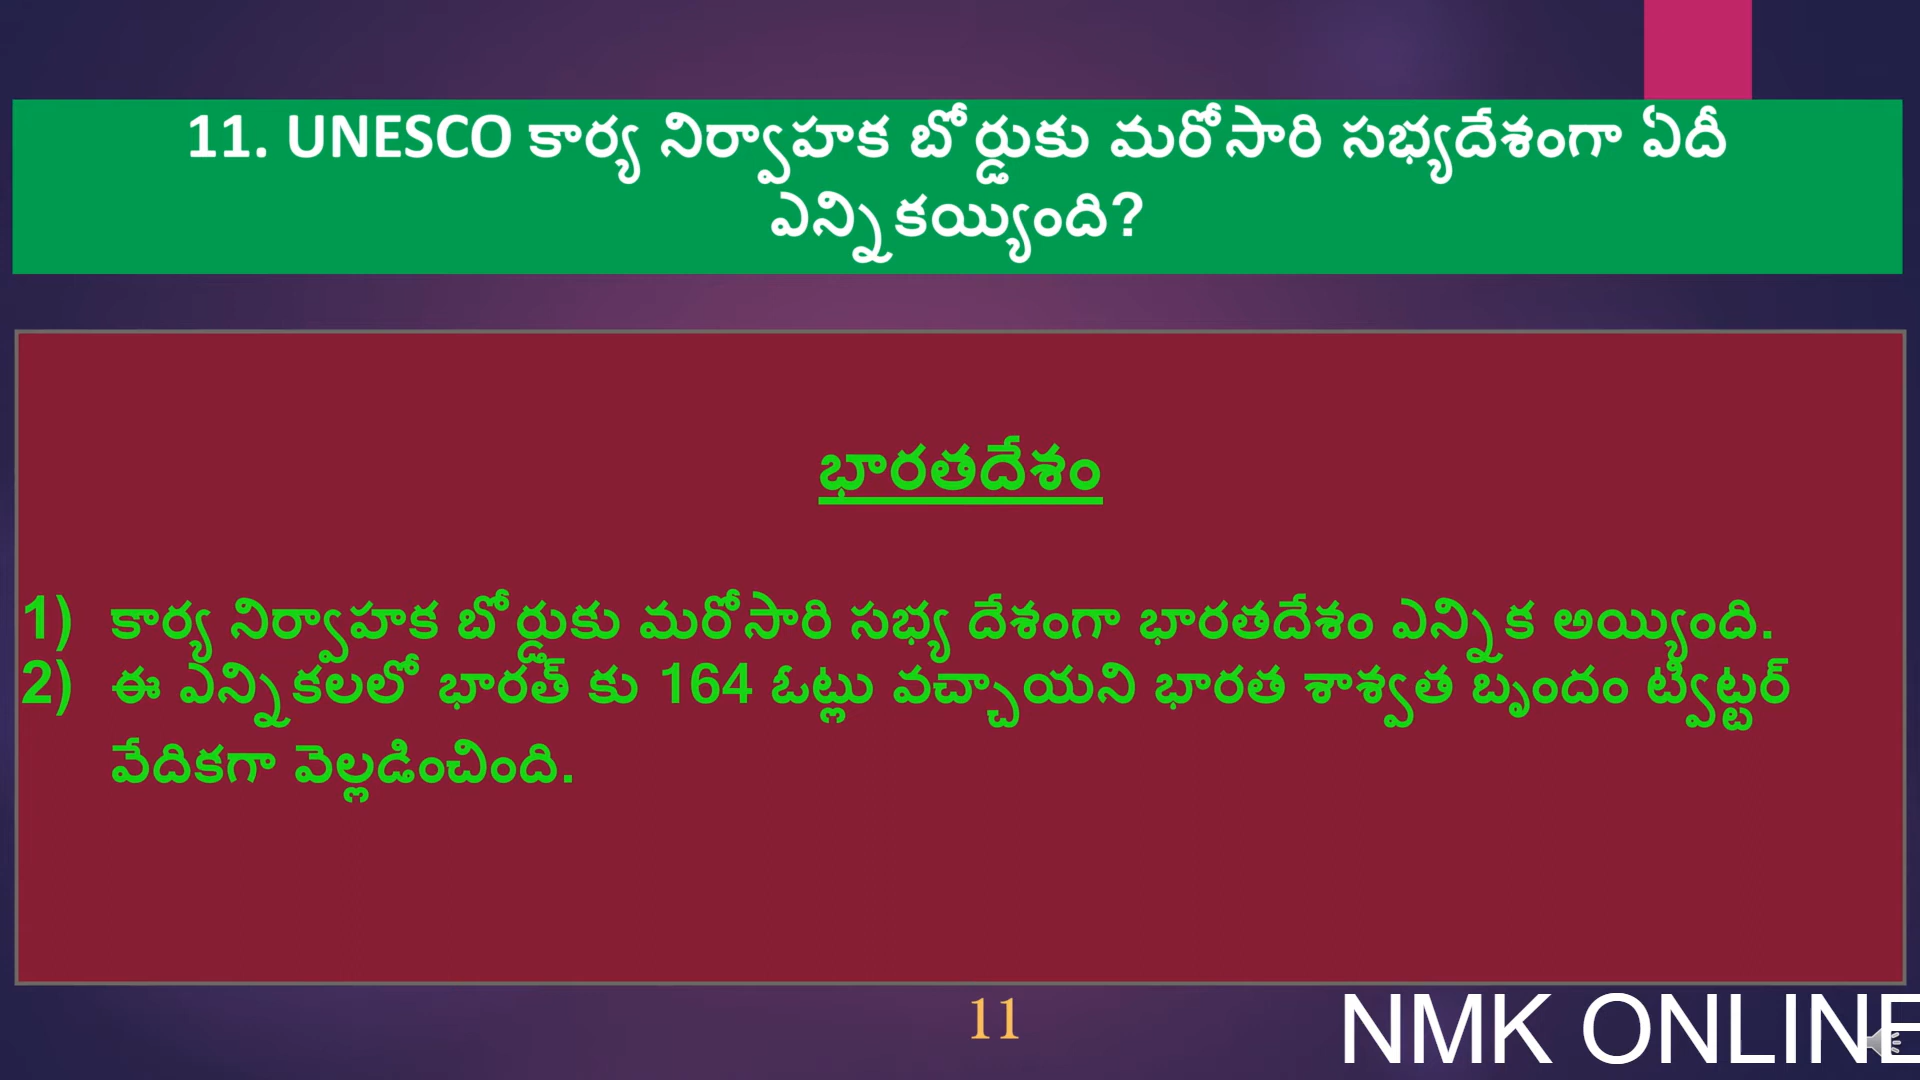 11. UNESCO కార్య నిర్వాహక బోర్డుకు మరోసారి సభ్యదేశంగా ఏదీ
ఎన్నికయ్యింది?
భారతదేశం
1) కార్య నిర్వాహక బోర్డుకు మరోసారి సభ్య దేశంగా భారతదేశం ఎన్నిక అయ్యింది.
2) ఈ ఎన్నికలలో భారత్ కు 164 ఓట్లు వచ్చాయని భారత శాశ్వత బృందం ట్విట్టర్
వేదికగా వెల్లడించింది.
11
NMK ONLINE